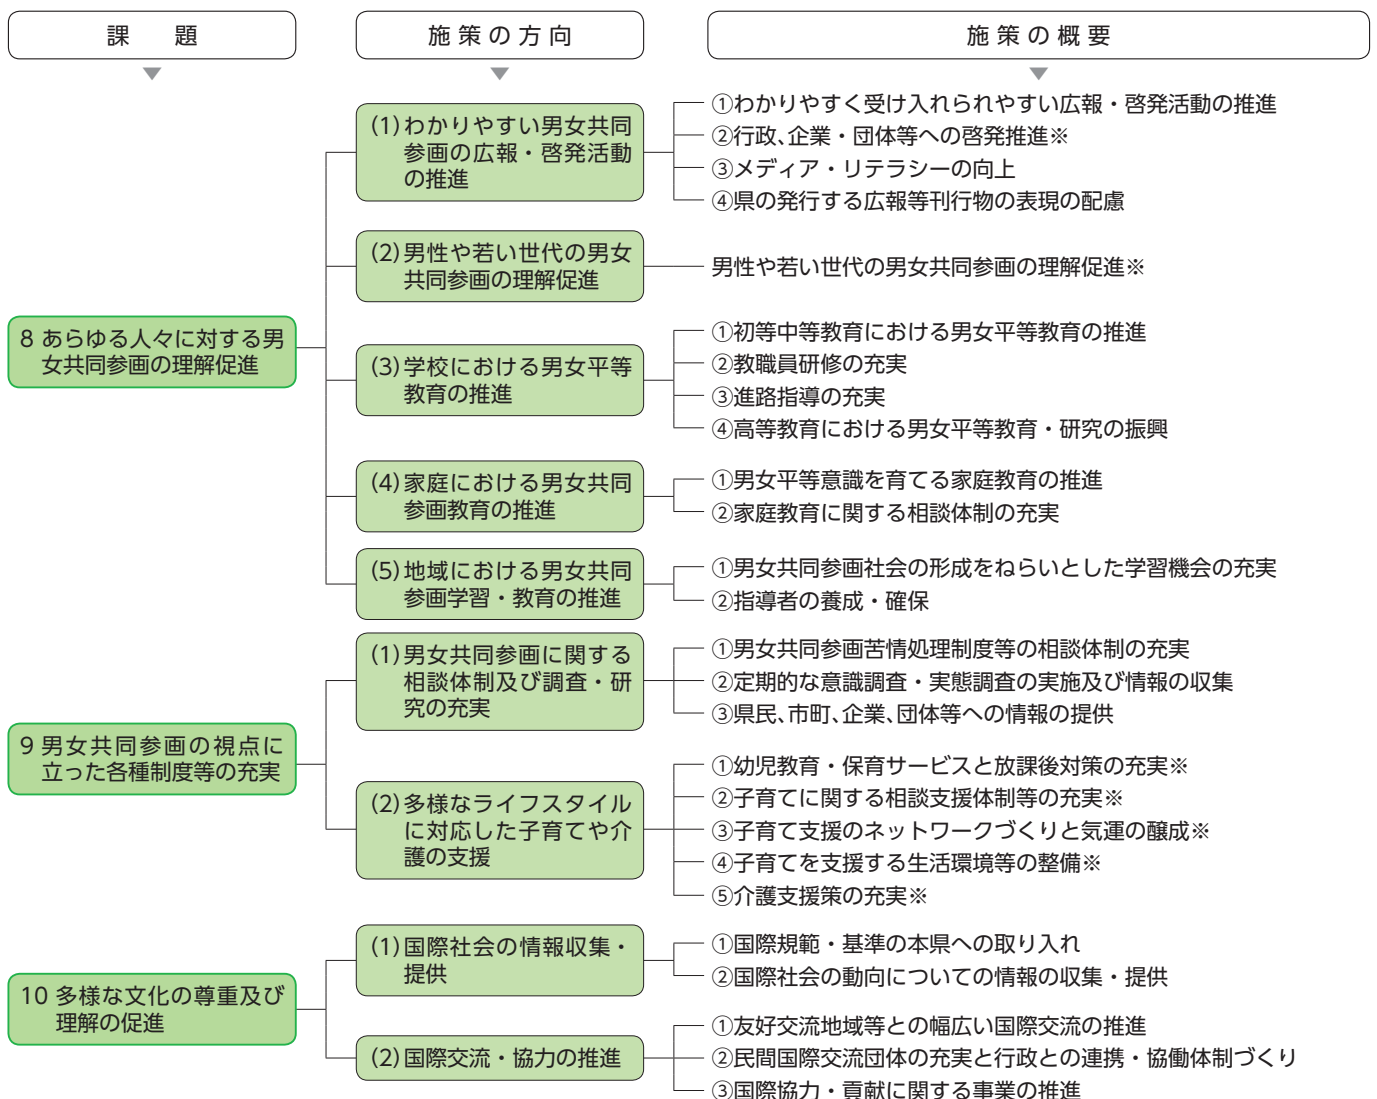 課　題
施策の方向
施策の概要
8 あらゆる人々に対する男
女共同参画の理解促進
(1)わかりやすい男女共同
参画の広報・啓発活動
の推進
①わかりやすく受け入れられやすい広報・啓発活動の推進
②行政、企業・団体等への啓発推進※
③メディア・リテラシーの向上
④県の発行する広報等刊行物の表現の配慮
(2)男性や若い世代の男女
共同参画の理解促進
男性や若い世代の男女共同参画の理解促進※
(3)学校における男女平等
教育の推進
①初等中等教育における男女平等教育の推進
②教職員研修の充実
③進路指導の充実
④高等教育における男女平等教育・研究の振興
(4)家庭における男女共同
参画教育の推進
①男女平等意識を育てる家庭教育の推進
②家庭教育に関する相談体制の充実
(5)地域における男女共同
参画学習・教育の推進
①男女共同参画社会の形成をねらいとした学習機会の充実
②指導者の養成・確保
9 男女共同参画の視点に
立った各種制度等の充実
(1)男女共同参画に関する
相談体制及び調査・研
究の充実
①男女共同参画苦情処理制度等の相談体制の充実
②定期的な意識調査・実態調査の実施及び情報の収集
③県民、市町、企業、団体等への情報の提供
(2)多様なライフスタイル
に対応した子育てや介
護の支援
①幼児教育・保育サービスと放課後対策の充実※
②子育てに関する相談支援体制等の充実※
③子育て支援のネットワークづくりと気運の醸成※
④子育てを支援する生活環境等の整備※
⑤介護支援策の充実※
10 多様な文化の尊重及び
理解の促進
(1)国際社会の情報収集・
提供
①国際規範・基準の本県への取り入れ
②国際社会の動向についての情報の収集・提供
(2)国際交流・協力の推進
①友好交流地域等との幅広い国際交流の推進
②民間国際交流団体の充実と行政との連携・協働体制づくり
③国際協力・貢献に関する事業の推進